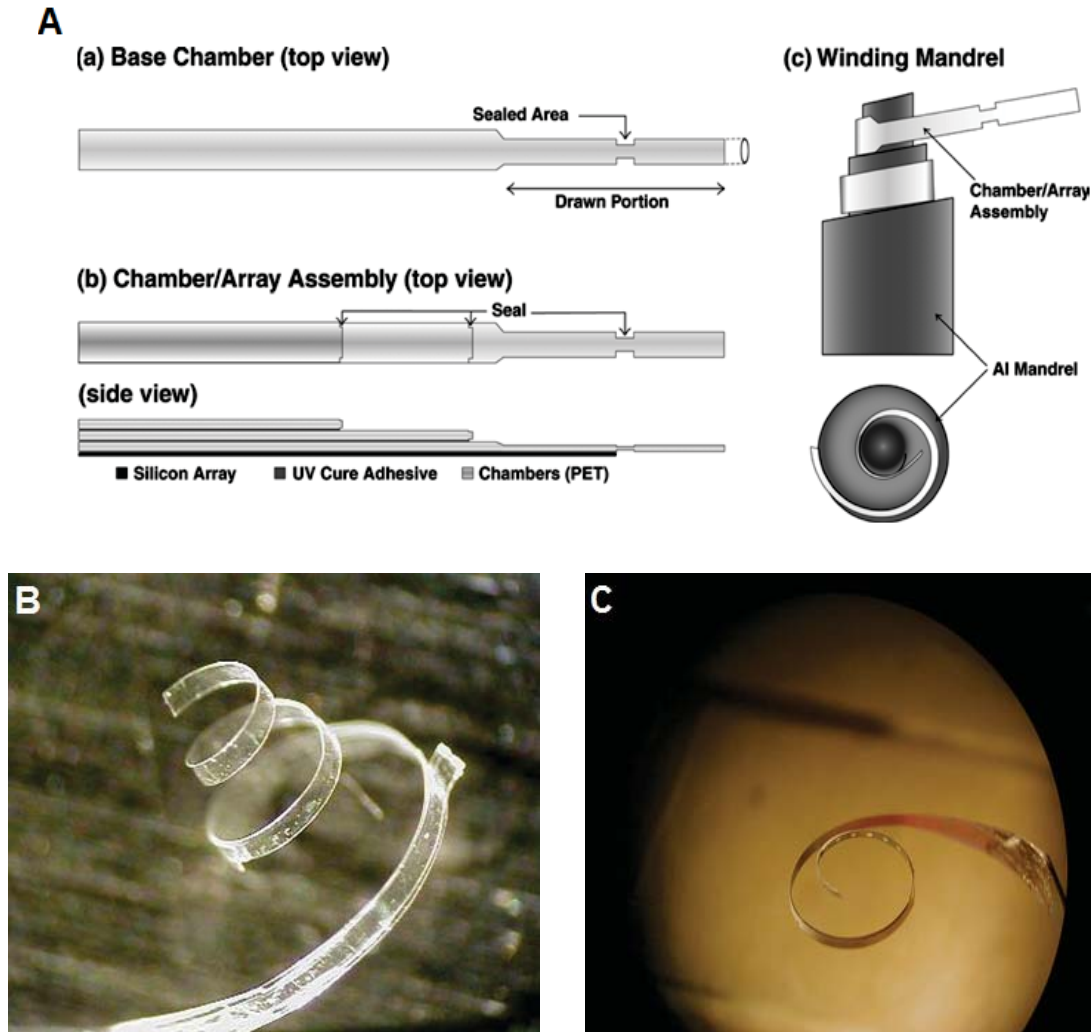 A
(a) Base Chamber (top view)
Sealed Area
Drawn Portion
(b) Chamber/Array Assembly (top view)
Seal
(side view)
Silicon Array UV Cure Adhesive Chambers (PET)
(c) Winding Mandrel
Chamber/Array
Assembly
Al Mandrel
B
C